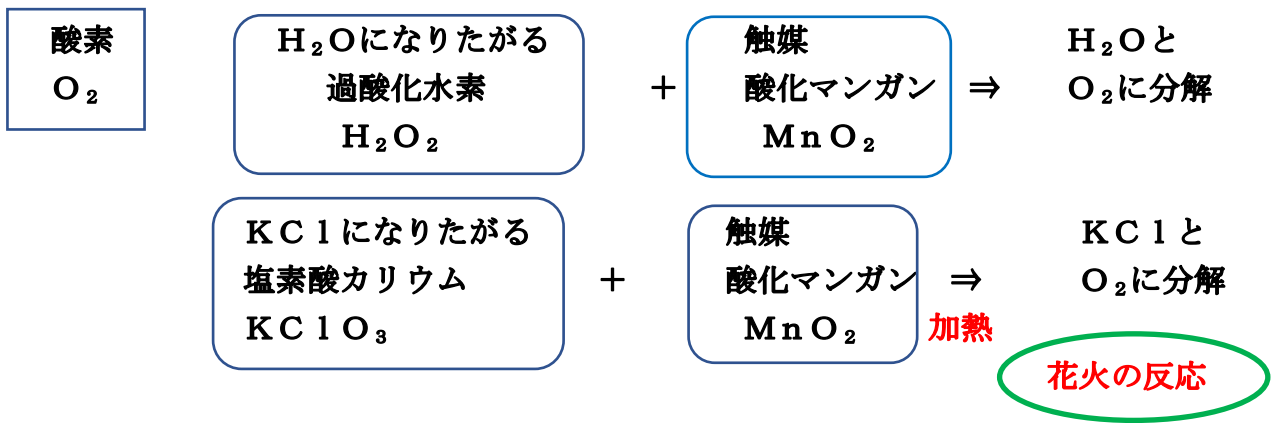 酸素 H₂Oになりたがる 触媒 H₂Oと
O₂ 過酸化水素 + 酸化マンガン ⇒ O₂に分解
H₂O₂ MnO₂
KClになりたがる 触媒 KClと
塩素酸カリウム + 酸化マンガン ⇒ O₂に分解
KClO₃ MnO₂ 加熱
花火の反応